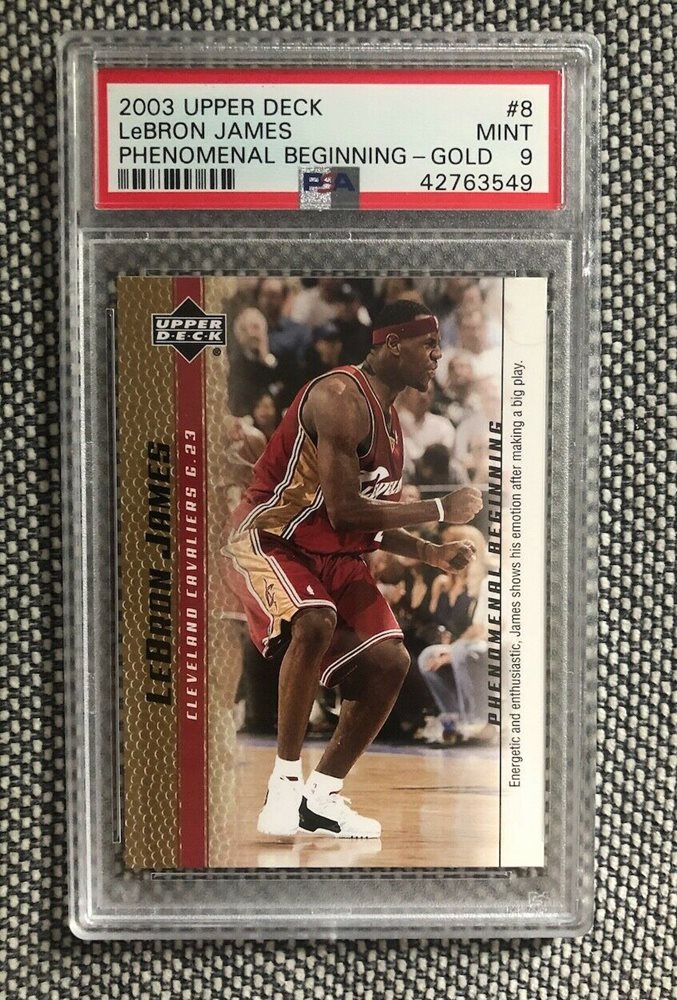 2003 UPPER DECK #8
LeBRON JAMES MINT
PHENOMENAL BEGINNING – GOLD 9
PSA 42763549
UPPER
D·E·C·K
®
LEBRON JAMES
CLEVELAND CAVALIERS G.23
PHENOMENAL BEGINNING
Energetic and enthusiastic, James shows his emotion after making a big play.